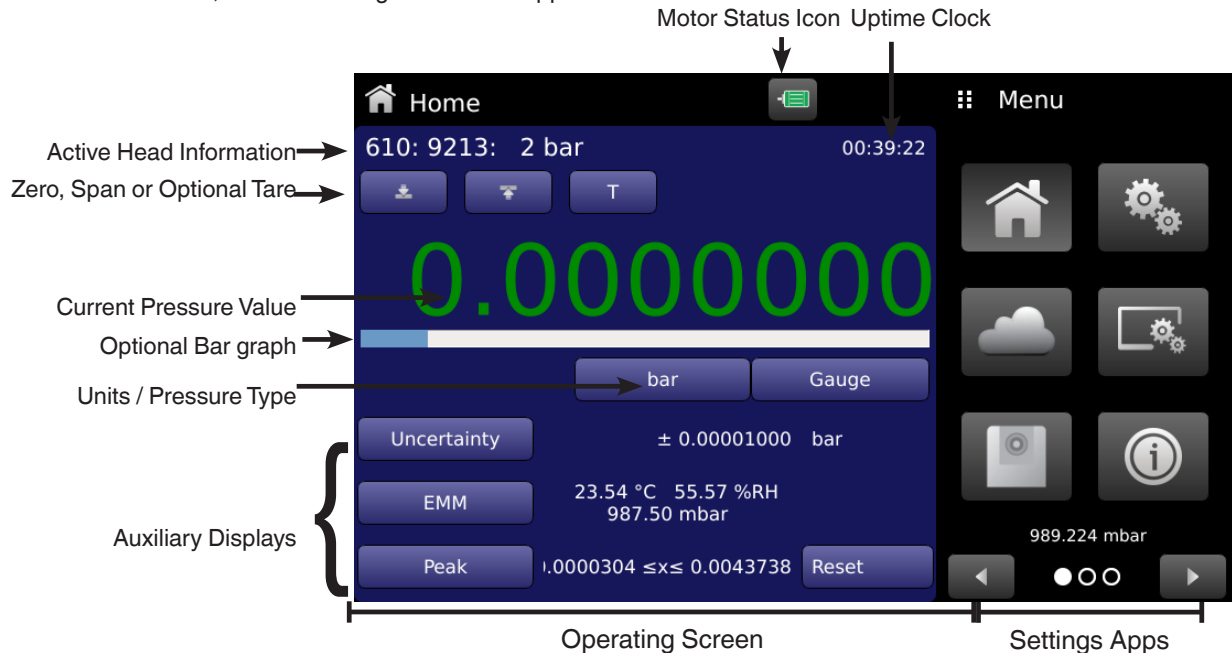 Motor Status Icon Uptime Clock
Home
Menu
Active Head Information
610: 9213: 2 bar
00:39:22
Zero, Span or Optional Tare
T
Current Pressure Value
0.0000000
Optional Bar graph
Units / Pressure Type
bar
Gauge
Auxiliary Displays
Uncertainty
± 0.00001000 bar
EMM
23.54 °C 55.57 %RH
987.50 mbar
Peak
.0000304 ≤x≤ 0.0043738
Reset
989.224 mbar
Operating Screen
Settings Apps